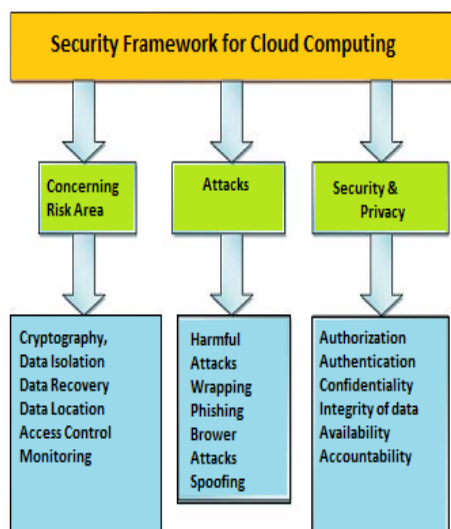 Security Framework for Cloud Computing
Concerning
Risk Area
Attacks
Security &
Privacy
Cryptography,
Data Isolation
Data Recovery
Data Location
Access Control
Monitoring
Harmful
Attacks
Wrapping
Phishing
Brower
Attacks
Spoofing
Authorization
Authentication
Confidentiality
Integrity of data
Availability
Accountability